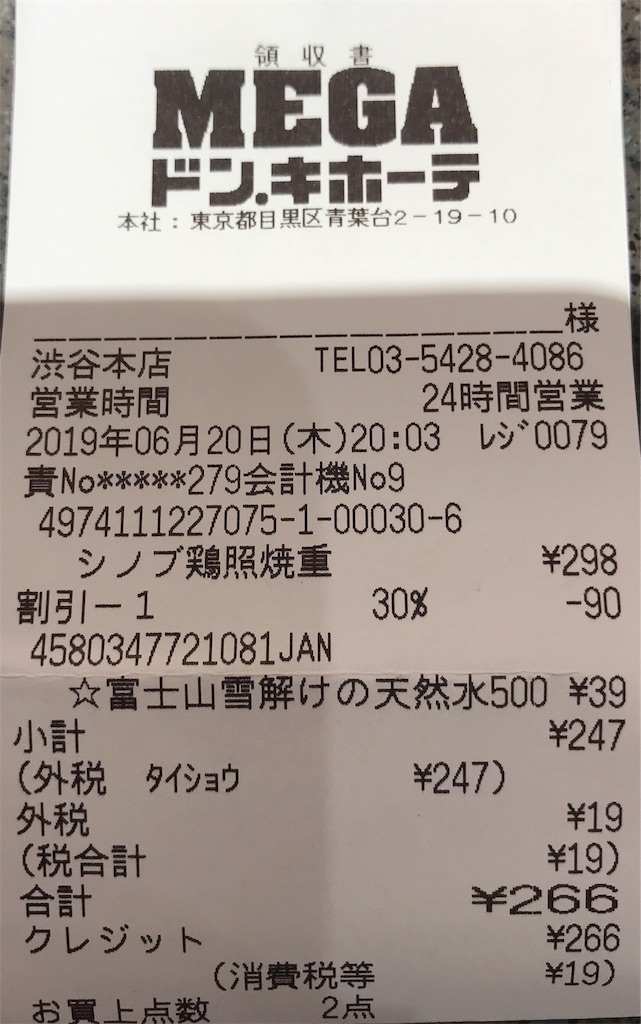 領収書
MEGA
ドン.キホーテ
本社:東京都目黒区青葉台2-19-10
様
渋谷本店 TEL03-5428-4086
営業時間 24時間営業
2019年06月20日(木)20:03 レジ0079
責No*****279会計機No9
4974111227075-1-00030-6
シノブ鶏照焼重 ¥298
割引-1 30% -90
4580347721081JAN
☆富士山雪解けの天然水500 ¥39
小計 ¥247
(外税 タイショウ ¥247)
外税 ¥19
(税合計 ¥19)
合計 ¥266
クレジット ¥266
(消費税等 ¥19)
お買上点数 2点